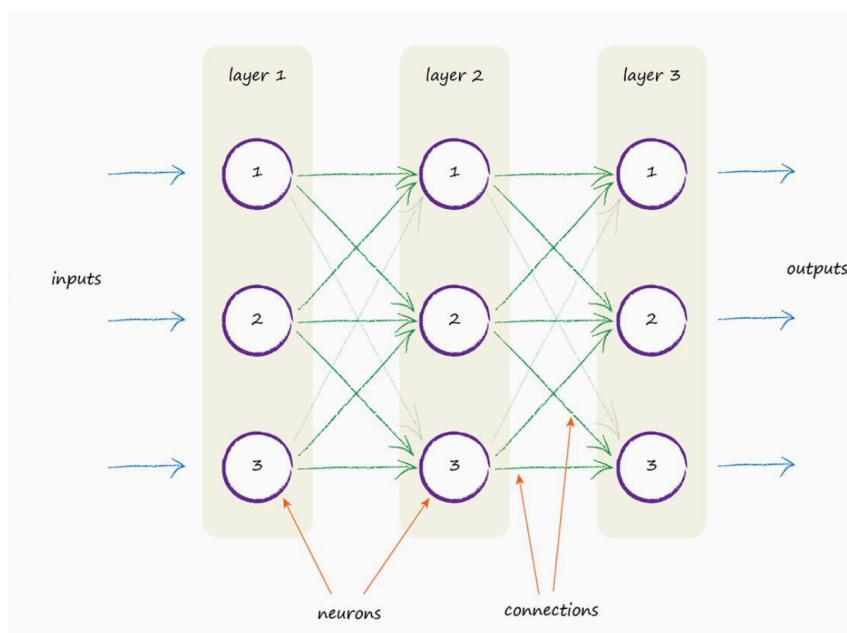 layer 1
layer 2
layer 3
1
1
1
inputs
2
2
2
outputs
3
3
3
neurons
connections